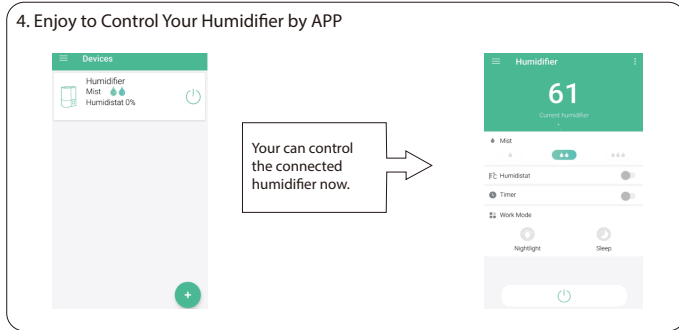 4. Enjoy to Control Your Humidifier by APP
Devices
Humidifier
Mist
Humidistat 0%
Your can control
the connected
humidifier now.
Humidifier
61
Current humidifier
Mist
Humidistat
Timer
Work Mode
Nightlight
Sleep